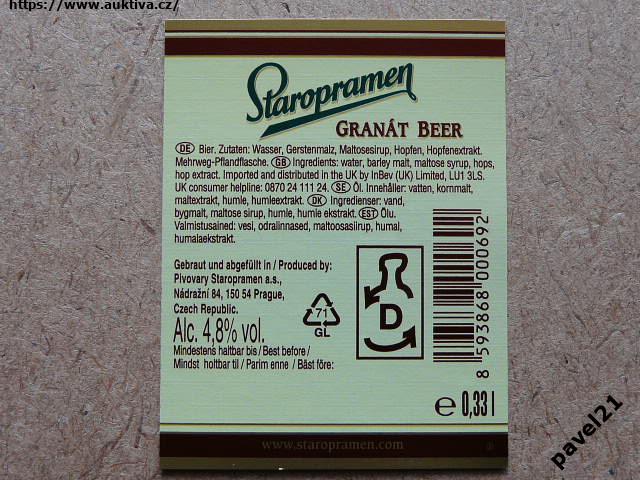 https://www.auktiva.cz/
Staropramen
GRANÁT BEER
DE Bier. Zutaten: Wasser, Gerstenmalz, Maltosesirup, Hopfen, Hopfenextrakt.
Mehrweg-Pflandflasche. GB Ingredients: water, barley malt, maltose syrup, hops,
hop extract. Imported and distributed in the UK by InBev (UK) Limited, LU1 3LS.
UK consumer helpline: 0870 24 111 24. SE Öl. Innehåller: vatten, kornmalt,
maltextrakt, humle, humleextrakt. DK Ingredienser: vand,
bygmalt, maltose sirup, humle, humie ekstrakt. EST Õlu.
Valmistusained: vesi, odralinnased, maltoosasiirup, humal,
humalaekstrakt.
Gebraut and abgefüllt in / Produced by:
Pivovary Staropramen a.s.,
Nádražní 84, 150 54 Prague,
Czech Republic.
Alc. 4,8% vol.
Mindestens haltbar bis / Best before /
Mindst holtbar til / Parim enne / Bäst före:
71
GL
D
8 593868 000692
e 0,33 l
www.staropramen.com
pavel21